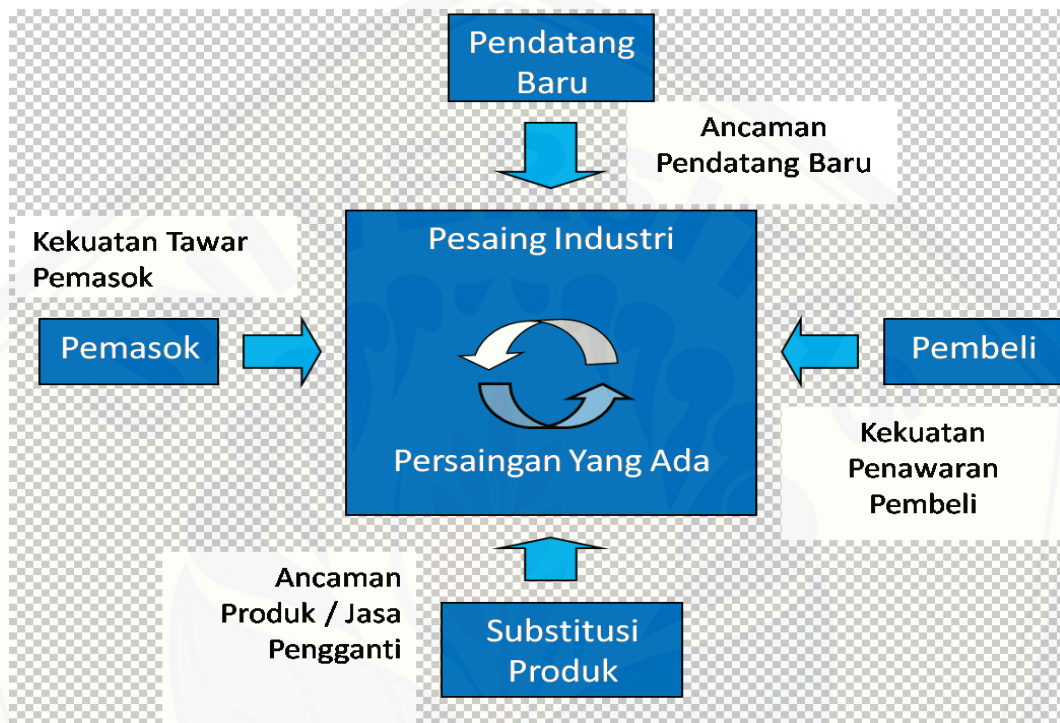 Pendatang
Baru
Ancaman
Pendatang Baru
Kekuatan Tawar
Pemasok
Pesaing Industri
Pemasok
Pembeli
Persaingan Yang Ada
Kekuatan
Penawaran
Pembeli
Ancaman
Produk / Jasa
Pengganti
Substitusi
Produk